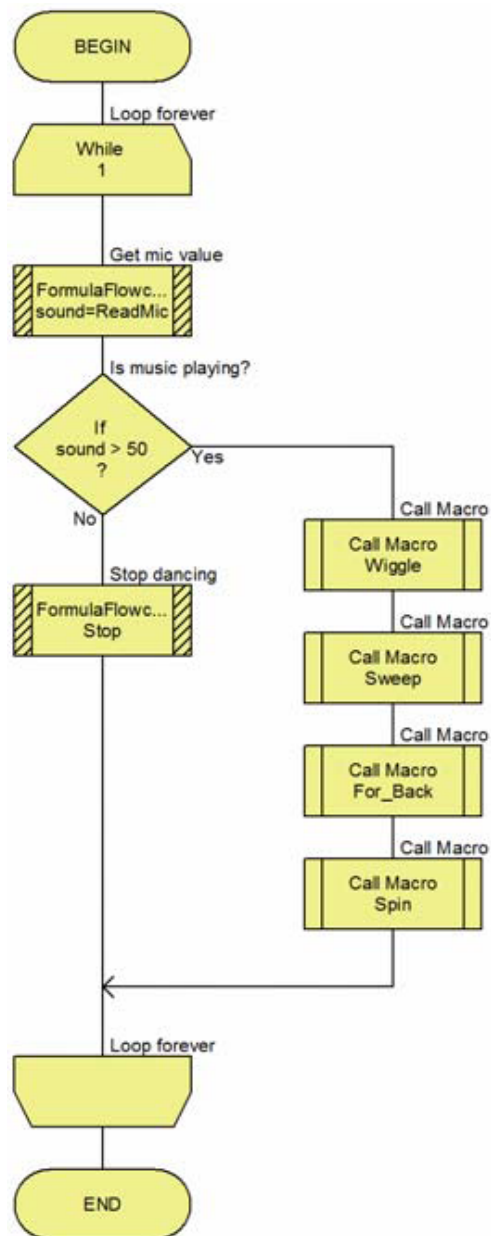 BEGIN
Loop forever
While
1
Get mic value
FormulaFlowc...
sound=ReadMic
Is music playing?
If
sound > 50
?
Yes
No
Call Macro
Call Macro
Wiggle
Stop dancing
FormulaFlowc...
Stop
Call Macro
Call Macro
Sweep
Call Macro
Call Macro
For_Back
Call Macro
Call Macro
Spin
Loop forever
END